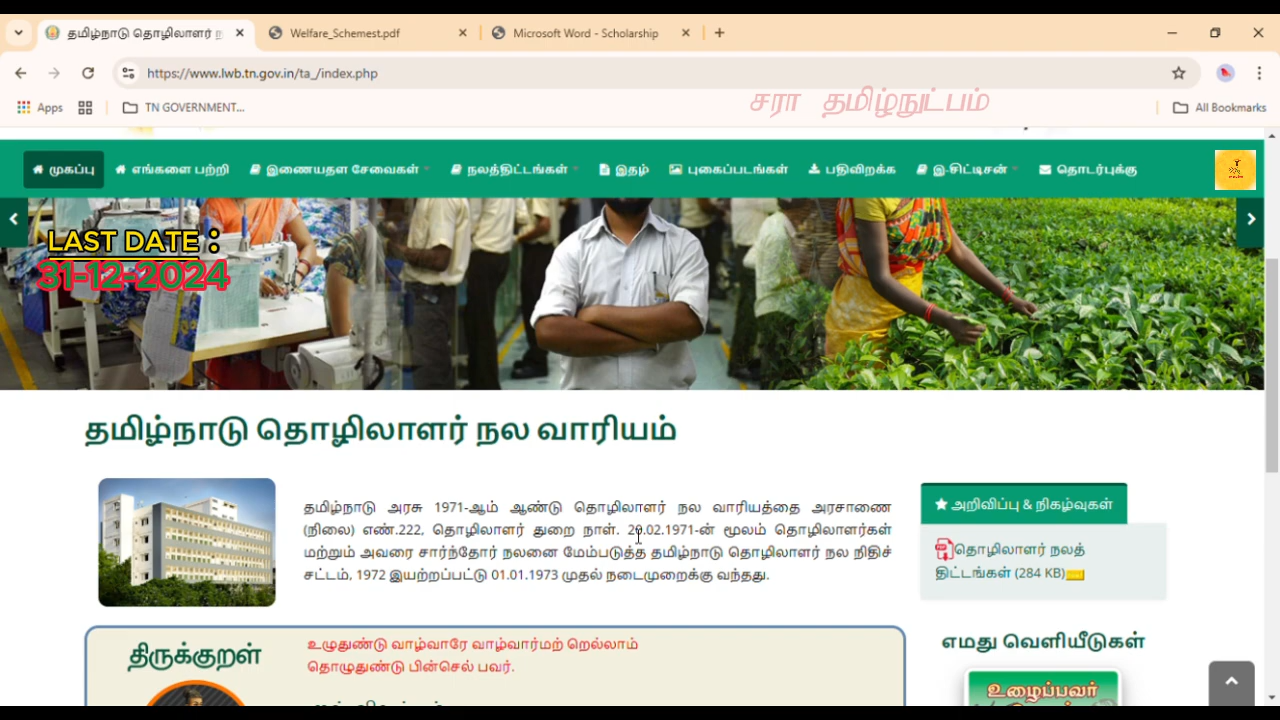 தமிழ்நாடு தொழிலாளர் ந
Welfare_Schemest.pdf
Microsoft Word - Scholarship
https://www.lwb.tn.gov.in/ta_/index.php
Apps
TN GOVERNMENT...
சரா தமிழ்நுட்பம்
All Bookmarks
முகப்பு
எங்களை பற்றி
இணையதள சேவைகள்
நலத்திட்டங்கள்
இதழ்
புகைப்படங்கள்
பதிவிறக்க
இ-சிட்டிசன்
தொடர்புக்கு
LAST DATE :
31-12-2024
தமிழ்நாடு தொழிலாளர் நல வாரியம்
தமிழ்நாடு அரசு 1971-ஆம் ஆண்டு தொழிலாளர் நல வாரியத்தை அரசாணை
(நிலை) எண்.222, தொழிலாளர் துறை நாள். 20.02.1971-ன் மூலம் தொழிலாளர்கள்
மற்றும் அவரை சார்ந்தோர் நலனை மேம்படுத்த தமிழ்நாடு தொழிலாளர் நல நிதிச்
சட்டம், 1972 இயற்றப்பட்டு 01.01.1973 முதல் நடைமுறைக்கு வந்தது.
அறிவிப்பு & நிகழ்வுகள்
தொழிலாளர் நலத்
திட்டங்கள் (284 KB)
திருக்குறள்
உழுதுண்டு வாழ்வாரே வாழ்வார்மற் றெல்லாம்
தொழுதுண்டு பின்செல் பவர்.
எமது வெளியீடுகள்
உழைப்பவர்